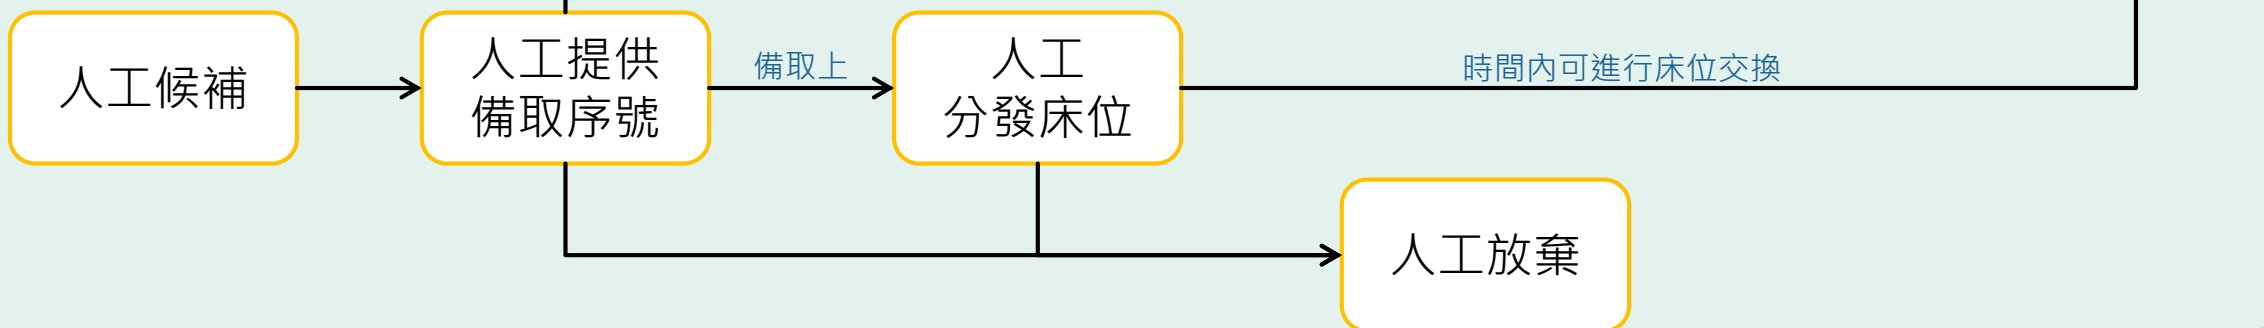 人工候補
人工提供
備取序號
備取上
人工
分發床位
時間內可進行床位交換
人工放棄